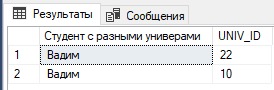 Результаты Сообщения
Студент с разными универами UNIV_ID
1 Вадим 22
2 Вадим 10